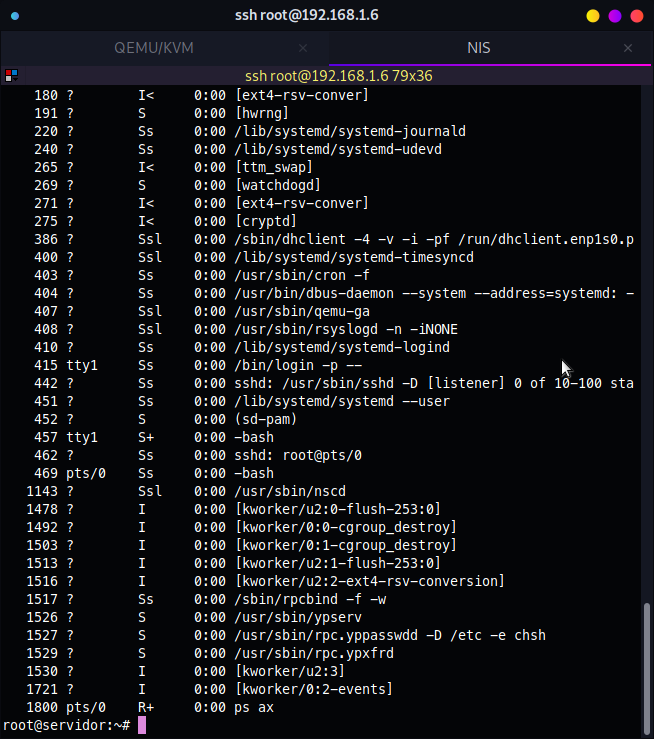 ssh root@192.168.1.6
QEMU/KVM × NIS ×
ssh root@192.168.1.6 79x36
180 ? I< 0:00 [ext4-rsv-conver]
191 ? S 0:00 [hwrng]
220 ? Ss 0:00 /lib/systemd/systemd-journald
240 ? Ss 0:00 /lib/systemd/systemd-udevd
265 ? I< 0:00 [ttm_swap]
269 ? S 0:00 [watchdogd]
271 ? I< 0:00 [ext4-rsv-conver]
275 ? I< 0:00 [cryptd]
386 ? Ssl 0:00 /sbin/dhclient -4 -v -i -pf /run/dhclient.enp1s0.p
400 ? Ssl 0:00 /lib/systemd/systemd-timesyncd
403 ? Ss 0:00 /usr/sbin/cron -f
404 ? Ss 0:00 /usr/bin/dbus-daemon --system --address=systemd: -
407 ? Ssl 0:00 /usr/sbin/qemu-ga
408 ? Ssl 0:00 /usr/sbin/rsyslogd -n -iNONE
410 ? Ss 0:00 /lib/systemd/systemd-logind
415 tty1 Ss 0:00 /bin/login -p --
442 ? Ss 0:00 sshd: /usr/sbin/sshd -D [listener] 0 of 10-100 sta
451 ? Ss 0:00 /lib/systemd/systemd --user
452 ? S 0:00 (sd-pam)
457 tty1 S+ 0:00 -bash
462 ? Ss 0:00 sshd: root@pts/0
469 pts/0 Ss 0:00 -bash
1143 ? Ssl 0:00 /usr/sbin/nscd
1478 ? I 0:00 [kworker/u2:0-flush-253:0]
1492 ? I 0:00 [kworker/0:0-cgroup_destroy]
1503 ? I 0:00 [kworker/0:1-cgroup_destroy]
1513 ? I 0:00 [kworker/u2:1-flush-253:0]
1516 ? I 0:00 [kworker/u2:2-ext4-rsv-conversion]
1517 ? Ss 0:00 /sbin/rpcbind -f -w
1526 ? S 0:00 /usr/sbin/ypserv
1527 ? S 0:00 /usr/sbin/rpc.yppasswdd -D /etc -e chsh
1529 ? S 0:00 /usr/sbin/rpc.ypxfrd
1530 ? I 0:00 [kworker/u2:3]
1721 ? I 0:00 [kworker/0:2-events]
1800 pts/0 R+ 0:00 ps ax
root@servidor:~#